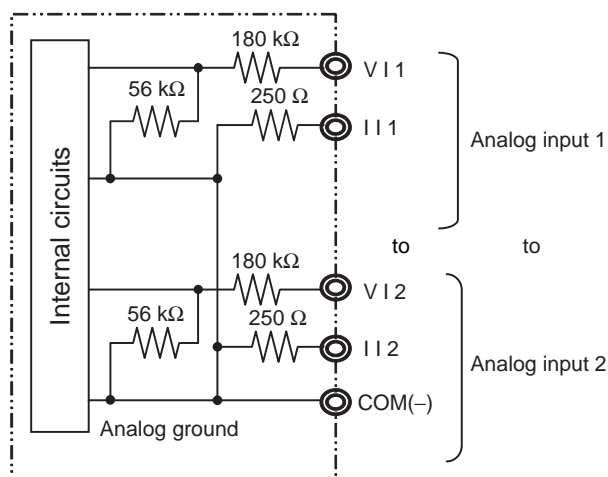 180 kΩ
V I 1
56 kΩ
250 Ω
I I 1
Analog input 1
Internal circuits
to
to
180 kΩ
V I 2
56 kΩ
250 Ω
I I 2
Analog input 2
COM(−)
Analog ground